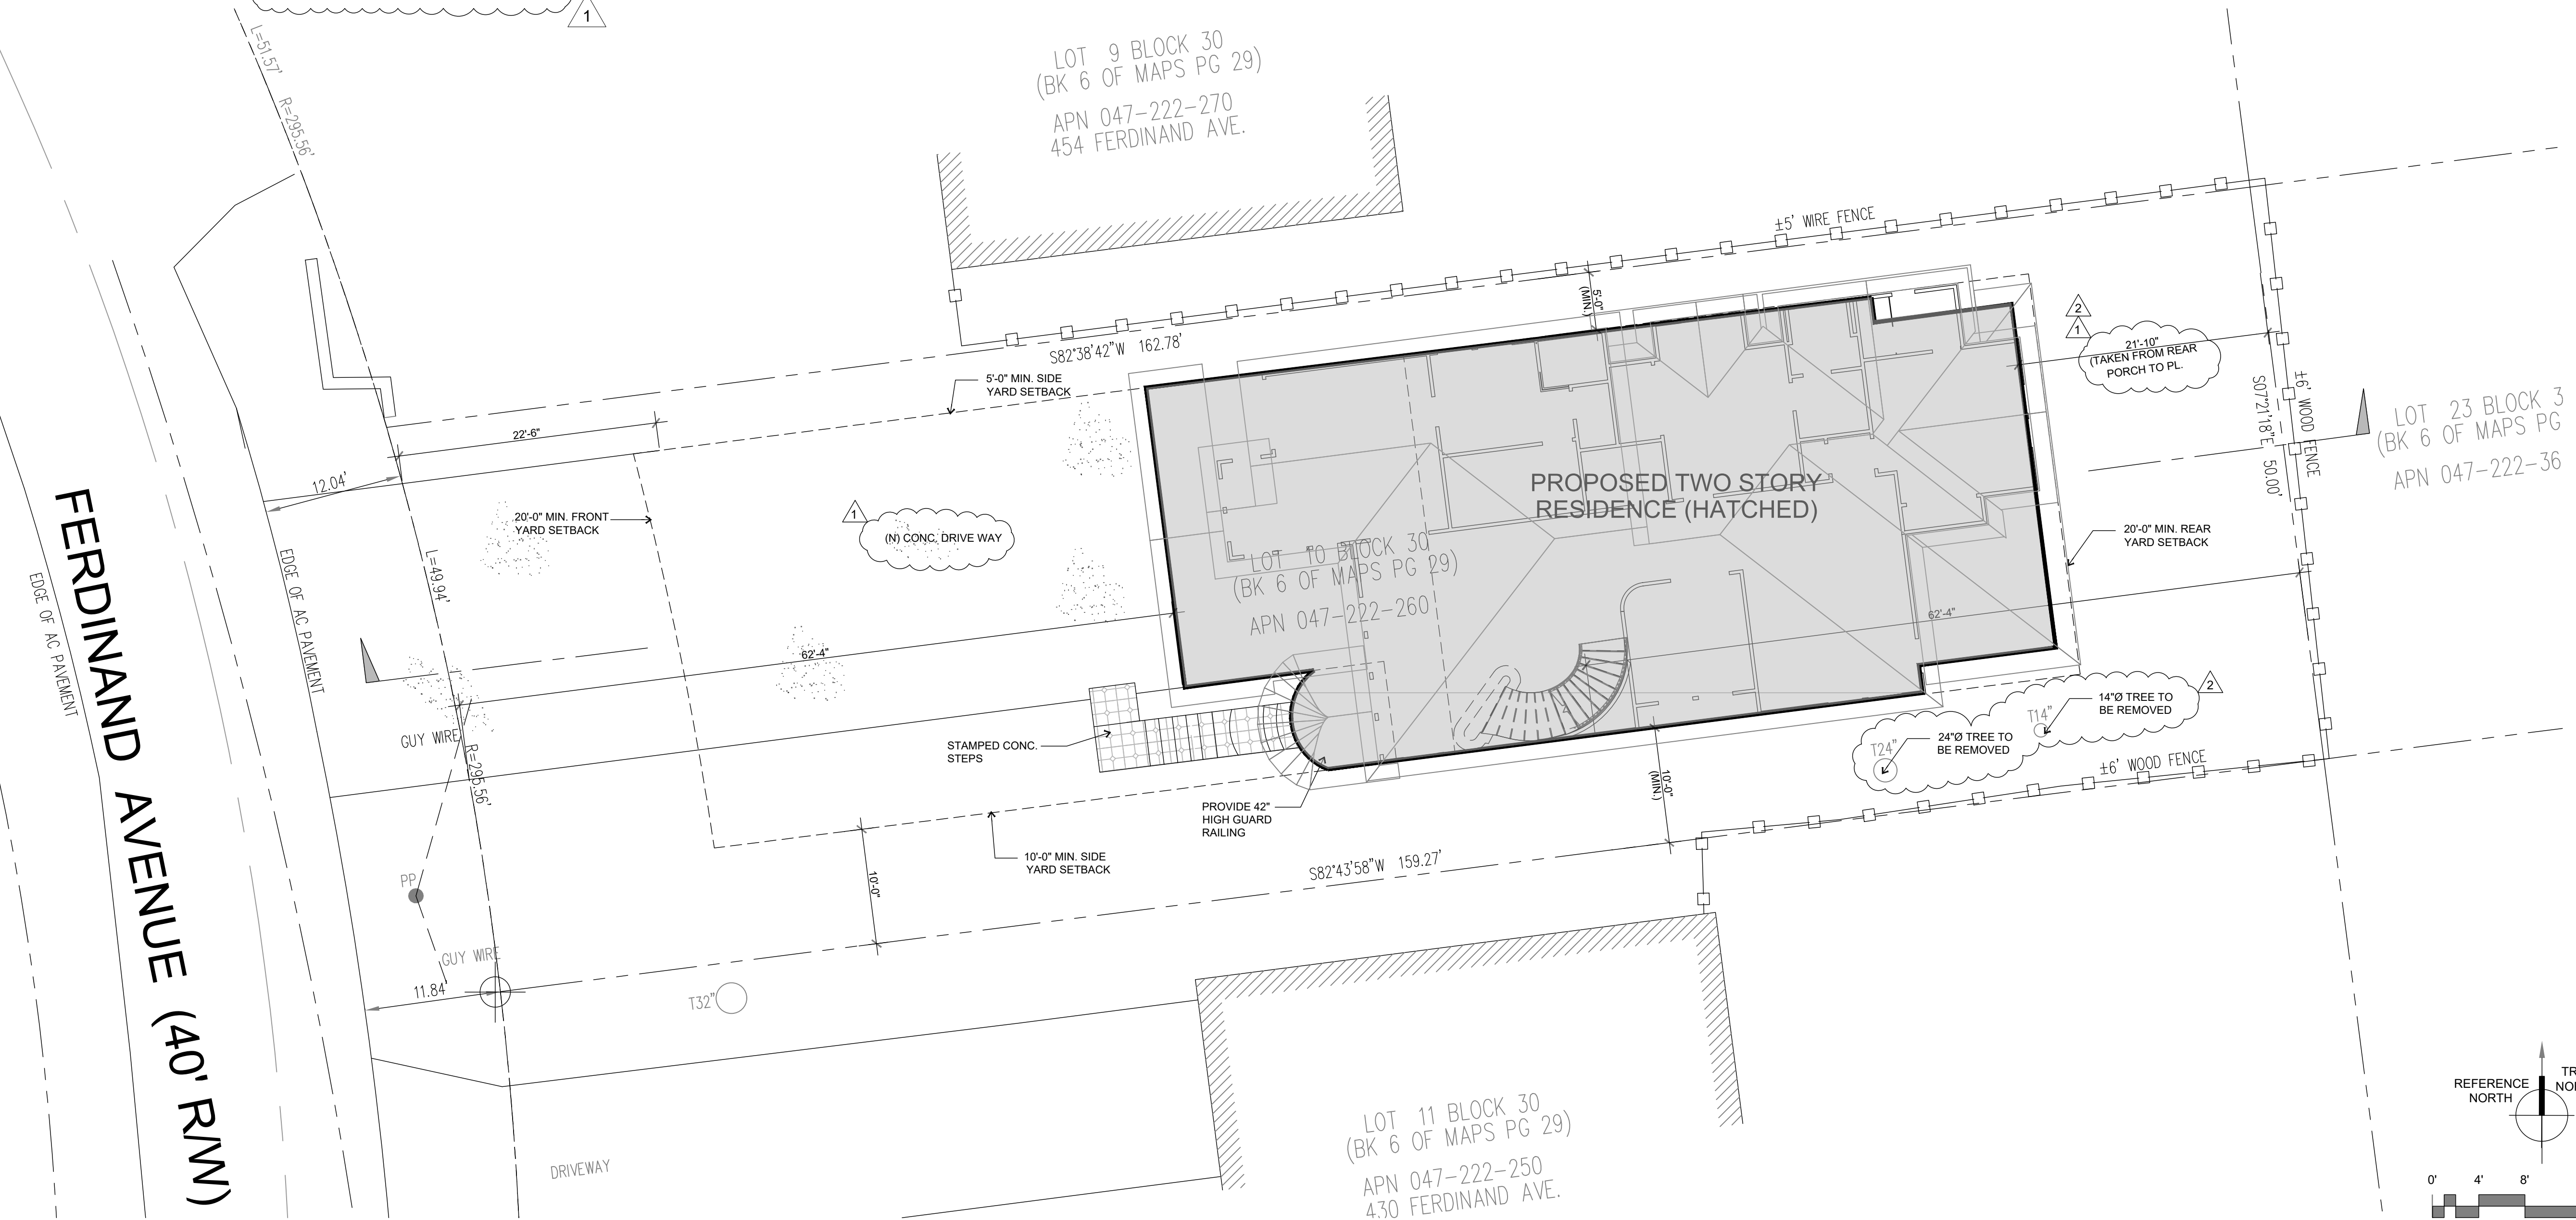 1
L=51.57'
R=295.56'
LOT 9 BLOCK 30
(BK 6 OF MAPS PG 29)
APN 047-222-270
454 FERDINAND AVE.
±5' WIRE FENCE
S82°38'42"W 162.78'
5'-0" MIN. SIDE
YARD SETBACK
5'-0"
(MIN.)
2
1
21'-10"
(TAKEN FROM REAR
PORCH TO PL.
S07°21'18"E 50.00'
±6' WOOD FENCE
LOT 23 BLOCK 3
(BK 6 OF MAPS PG
APN 047-222-36
22'-6"
12.04'
20'-0" MIN. FRONT
YARD SETBACK
1
(N) CONC. DRIVE WAY
PROPOSED TWO STORY
RESIDENCE (HATCHED)
LOT 10 BLOCK 30
(BK 6 OF MAPS PG 29)
APN 047-222-260
20'-0" MIN. REAR
YARD SETBACK
62'-4"
62'-4"
FERDINAND AVENUE (40' R/W)
EDGE OF AC PAVEMENT
EDGE OF AC PAVEMENT
L=49.94'
R=295.56'
GUY WIRE
PP
GUY WIRE
11.84'
STAMPED CONC.
STEPS
PROVIDE 42"
HIGH GUARD
RAILING
10'-0" MIN. SIDE
YARD SETBACK
10'-0"
10'-0"
(MIN.)
2
14"Ø TREE TO
BE REMOVED
T14"
24"Ø TREE TO
BE REMOVED
T24"
±6' WOOD FENCE
S82°43'58"W 159.27'
T32"
DRIVEWAY
LOT 11 BLOCK 30
(BK 6 OF MAPS PG 29)
APN 047-222-250
430 FERDINAND AVE.
REFERENCE
NORTH
TR
NO
0' 4' 8'